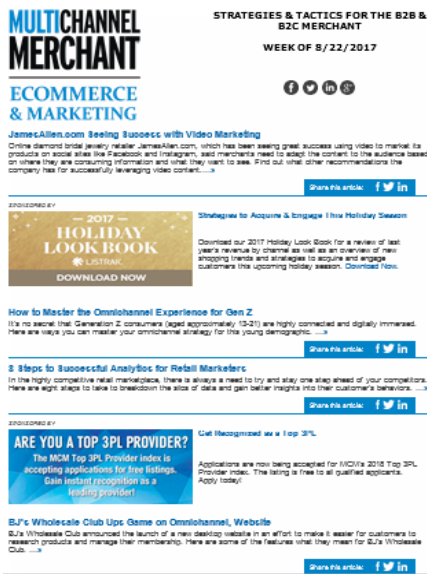 MULTICHANNEL
MERCHANT
ECOMMERCE
& MARKETING
STRATEGIES & TACTICS FOR THE B2B &
B2C MERCHANT
WEEK OF 8/22/2017
JamesAllen.com Seeing Success with Video Marketing
Online diamond bridal jewelry retailer JamesAllen.com, which has been seeing great success using video to market its
products on social sites like Facebook and Instagram, said merchants need to adapt the content to the audience based
on where they are consuming information and what they want to see. Find out what other recommendations the
company has for successfully leveraging video content....»
Share this article:
SPONSORED BY
2017
HOLIDAY
LOOK BOOK
LISTRAK
DOWNLOAD NOW
Strategies to Acquire & Engage This Holiday Season
Download our 2017 Holiday Look Book for a review of last
year's revenue by channel as well as an overview of new
shopping trends and strategies to acquire and engage
customers this upcoming holiday season. Download Now.
How to Master the Omnichannel Experience for Gen Z
It's no secret that Generation Z consumers (aged approximately 13-21) are highly connected and digitally immersed.
Here are ways you can master your omnichannel strategy for this young demographic. ...»
Share this article:
8 Steps to Successful Analytics for Retail Marketers
In the highly competitive retail marketplace, there is always a need to try and stay one step ahead of your competitors.
Here are eight steps to take to breakdown the silos of data and gain better insights into their customer's behaviors. ...»
Share this article:
SPONSORED BY
ARE YOU A TOP 3PL PROVIDER?
The MCM Top 3PL Provider index is
accepting applications for free listings.
Gain instant recognition as a
leading provider!
Get Recognized as a Top 3PL
Applications are now being accepted for MCM's 2018 Top 3PL
Provider index. The listing is free to all qualified applicants.
Apply today!
BJ's Wholesale Club Ups Game on Omnichannel, Website
BJ's Wholesale Club announced the launch of a new desktop website in an effort to make it easier for customers to
research products and manage their membership. Here are some of the features what they mean for BJ's Wholesale
Club. ...»
Share this article: